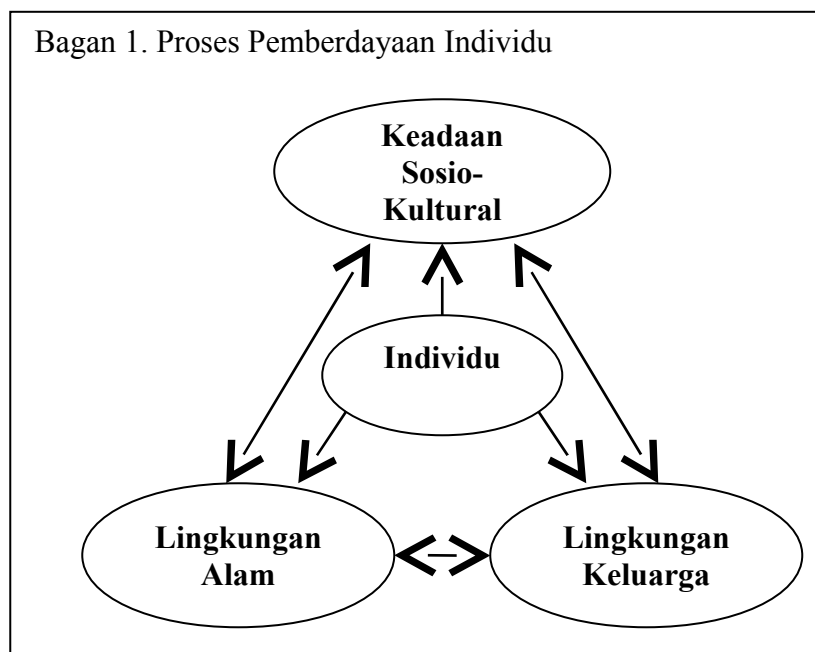 Bagan 1. Proses Pemberdayaan Individu
Keadaan
Sosio-
Kultural
Individu
Lingkungan
Alam
Lingkungan
Keluarga